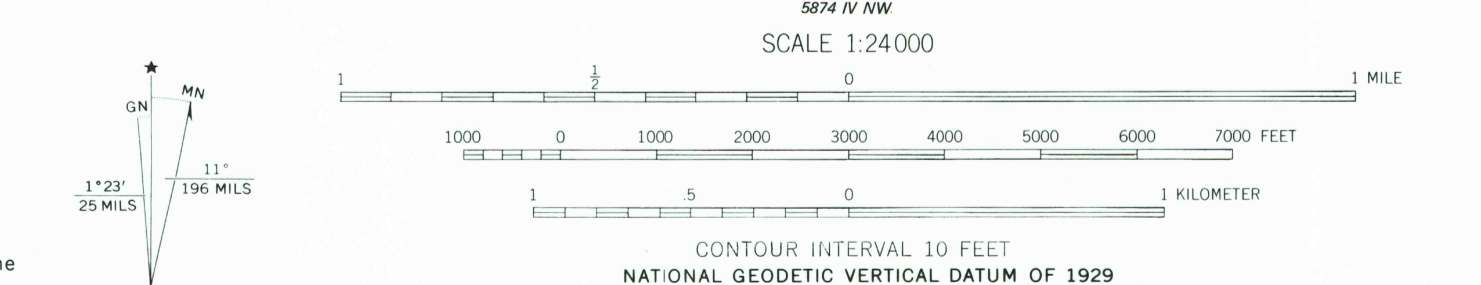 5874 IV NW
SCALE 1:24000
★
GN MN
1°23′
25 MILS
11°
196 MILS
1 1/2 0 1 MILE
1000 0 1000 2000 3000 4000 5000 6000 7000 FEET
1 .5 0 1 KILOMETER
CONTOUR INTERVAL 10 FEET
NATIONAL GEODETIC VERTICAL DATUM OF 1929